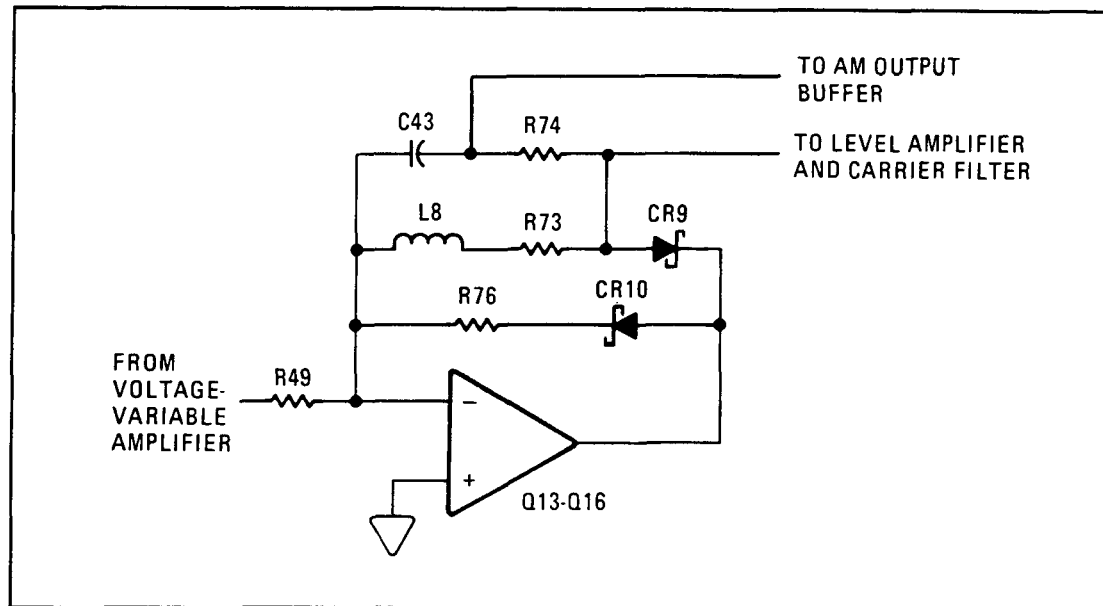 TO AM OUTPUT
BUFFER
C43
R74
TO LEVEL AMPLIFIER
AND CARRIER FILTER
L8
R73
CR9
R76
CR10
FROM
VOLTAGE-
VARIABLE
AMPLIFIER
R49
−
+
Q13-Q16